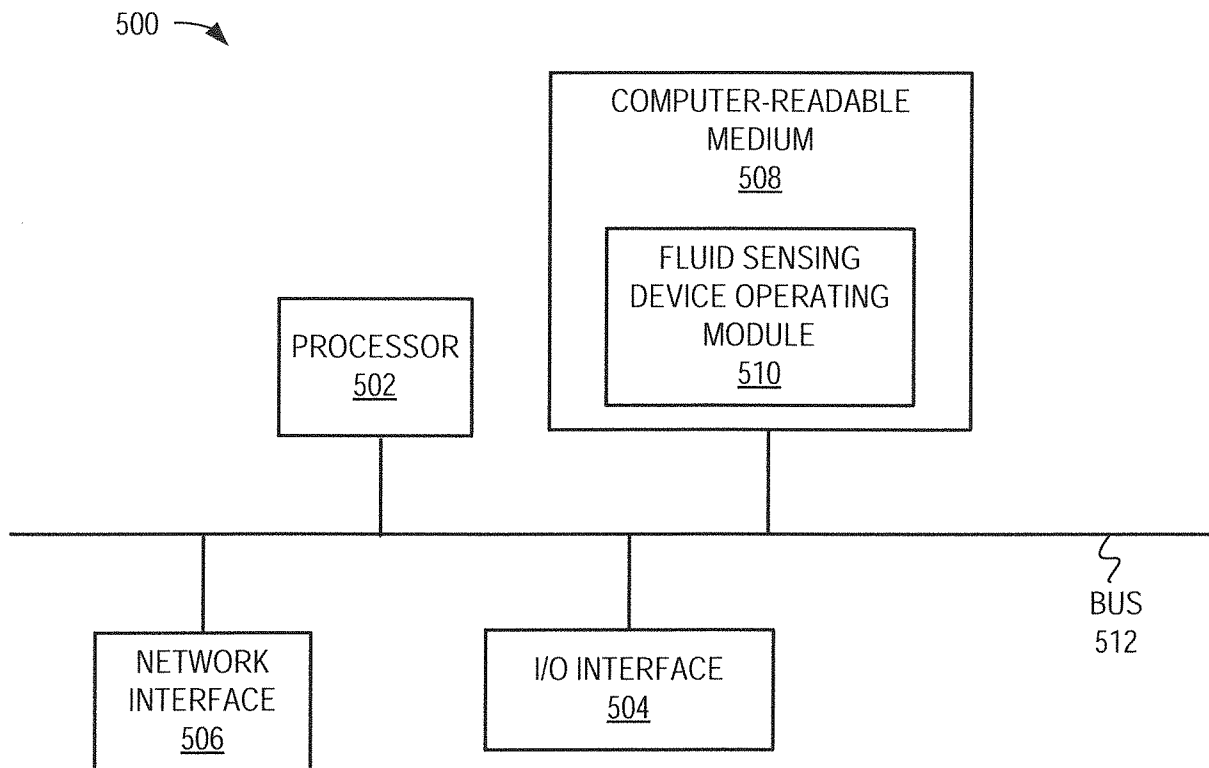 500
COMPUTER-READABLE
MEDIUM
508
FLUID SENSING
DEVICE OPERATING
MODULE
510
PROCESSOR
502
BUS
512
NETWORK
INTERFACE
506
I/O INTERFACE
504